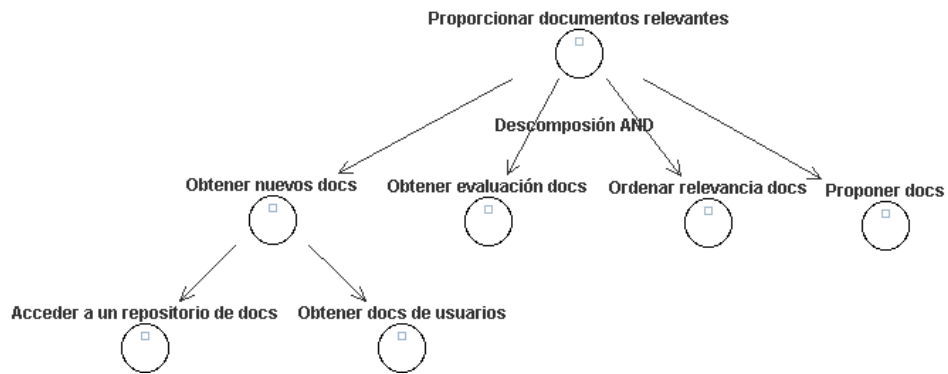 Proporcionar documentos relevantes
Descomposión AND
Obtener nuevos docs
Obtener evaluación docs
Ordenar relevancia docs
Proponer docs
Acceder a un repositorio de docs
Obtener docs de usuarios